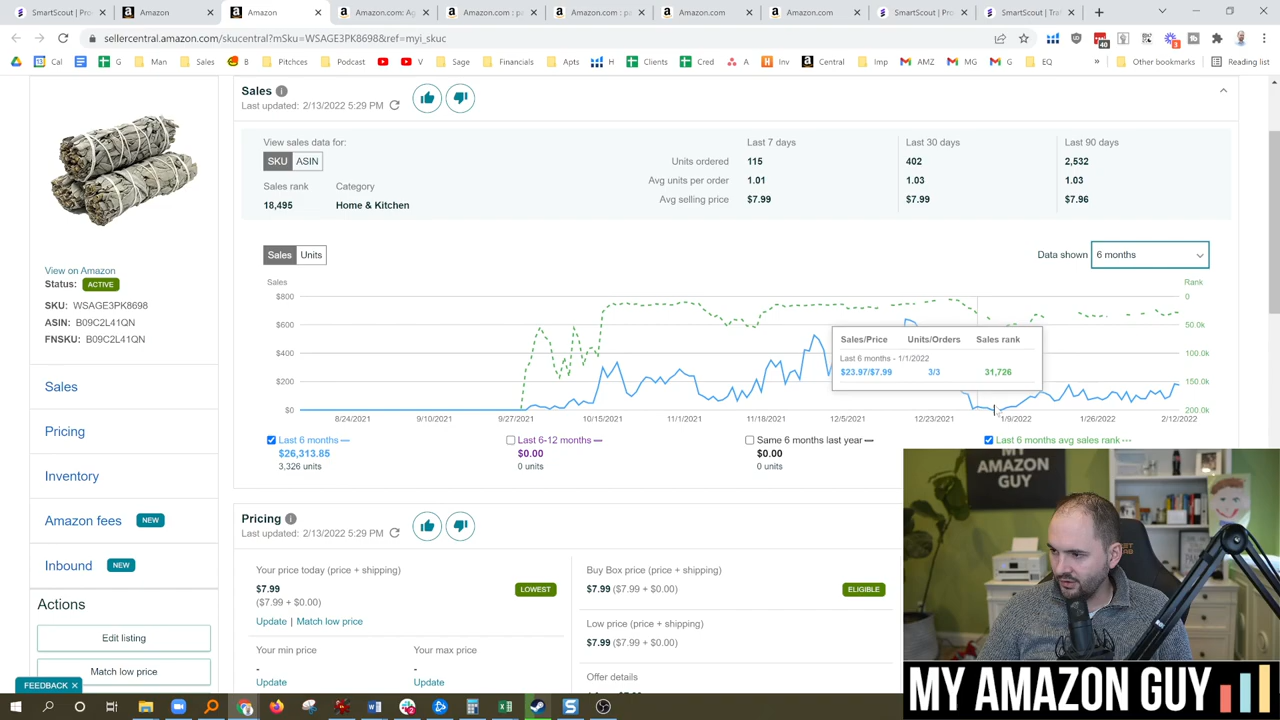 SmartScout | Pro
Amazon
Amazon
Amazon.com: Ag
Amazon.com : pa
Amazon.com : pa
Amazon.com
Amazon.com
SmartScout | Pro
SmartScout | Traf
sellercentral.amazon.com/skucentral?mSku=WSAGE3PK8698&ref=myi_skuc
Cal
G
Man
Sales
B
Pitchces
Podcast
V
Sage
Financials
Apts
H
Clients
Cred
A
Inv
Central
Imp
AMZ
MG
G
EQ
»
Other bookmarks
Reading list
Sales
Last updated: 2/13/2022 5:29 PM
View sales data for:
Last 7 days
Last 30 days
Last 90 days
SKU
ASIN
Units ordered
115
402
2,532
Avg units per order
1.01
1.03
1.03
Sales rank
Category
Avg selling price
$7.99
$7.99
$7.96
18,495
Home & Kitchen
View on Amazon
Status: ACTIVE
SKU: WSAGE3PK8698
ASIN: B09C2L41QN
FNSKU: B09C2L41QN
Sales
Units
Data shown
6 months
Sales
Rank
$800
0
$600
50.0k
$400
100.0k
$200
150.0k
$0
200.0k
Sales/Price
Units/Orders
Sales rank
Last 6 months - 1/1/2022
$23.97/$7.99
3/3
31,726
8/24/2021
9/10/2021
9/27/2021
10/15/2021
11/1/2021
11/18/2021
12/5/2021
12/23/2021
1/9/2022
1/26/2022
2/12/2022
Last 6 months
$26,313.85
3,326 units
Last 6-12 months
$0.00
0 units
Same 6 months last year
$0.00
0 units
Last 6 months avg sales rank
Sales
Pricing
Inventory
Amazon fees NEW
Inbound NEW
Actions
Edit listing
Match low price
FEEDBACK
Pricing
Last updated: 2/13/2022 5:29 PM
Your price today (price + shipping)
$7.99
LOWEST
($7.99 + $0.00)
Update | Match low price
Your min price
Your max price
-
-
Update
Update
Buy Box price (price + shipping)
$7.99 ($7.99 + $0.00)
ELIGIBLE
Low price (price + shipping)
$7.99 ($7.99 + $0.00)
Offer details
MY
AMAZON
GUY
MY AMAZON GUY